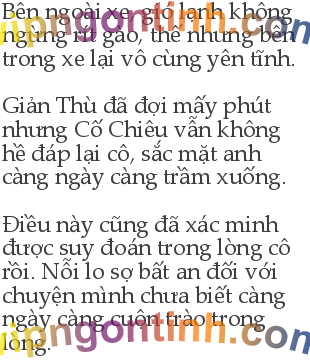 Bên ngoài xe, gió lạnh không
ngừng rít gào, thế nhưng bên
trong xe lại vô cùng yên tĩnh.
Giản Thù đã đợi mấy phút
nhưng Cố Chiêu vẫn không
hề đáp lại cô, sắc mặt anh
càng ngày càng trầm xuống.
Điều này cũng đã xác minh
được suy đoán trong lòng cô
rồi. Nỗi lo sợ bất an đối với
chuyện mình chưa biết càng
ngày càng cuộn trào trong
vipngontinh.com
lòng.